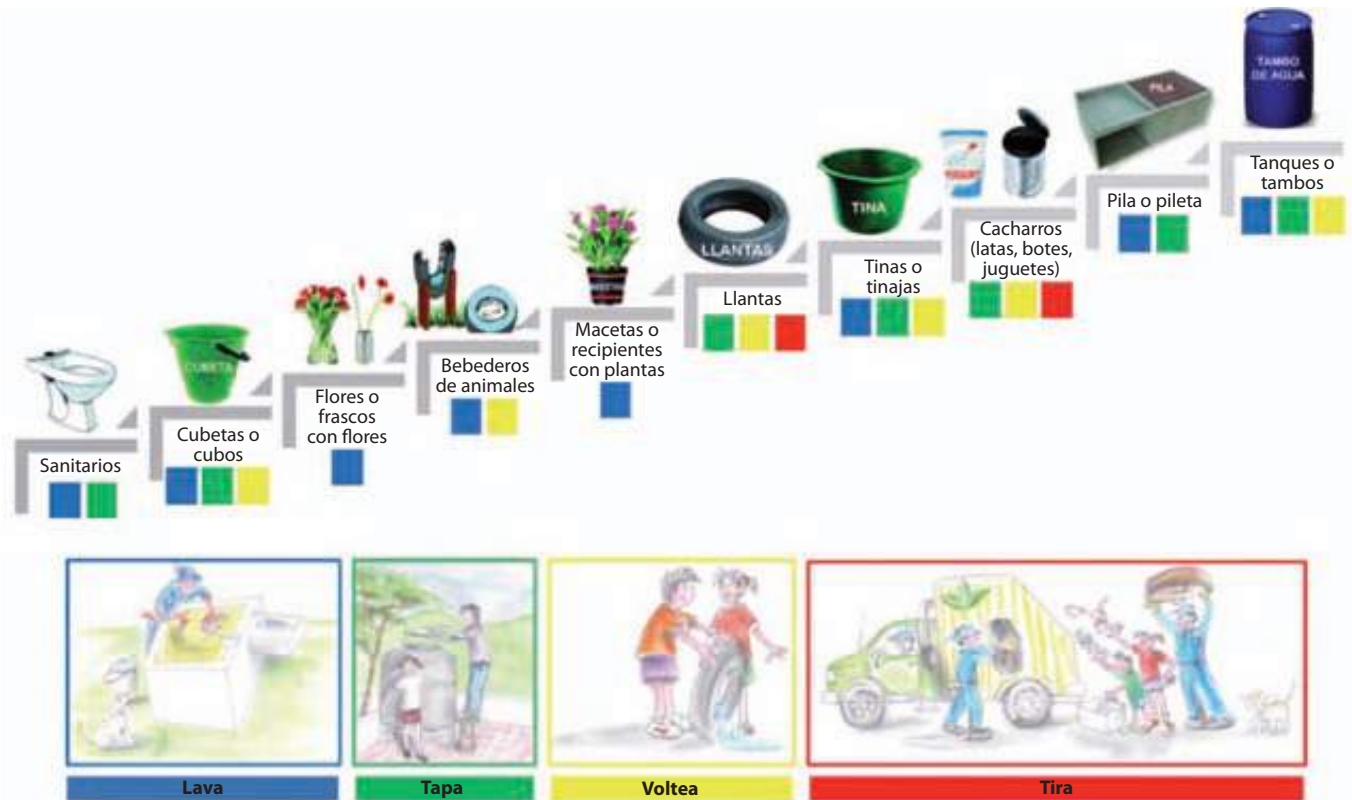 TAMBO
DE AGUA
PILA
Tanques o
tambos
Pila o pileta
TINA
Cacharros
(latas, botes,
juguetes)
LLANTAS
Tinas o
tinajas
Llantas
Macetas o
recipientes
con plantas
Bebederos
de animales
Flores o
frascos
con flores
CUBETA
Cubetas o
cubos
Sanitarios
Lava
Tapa
Voltea
Tira